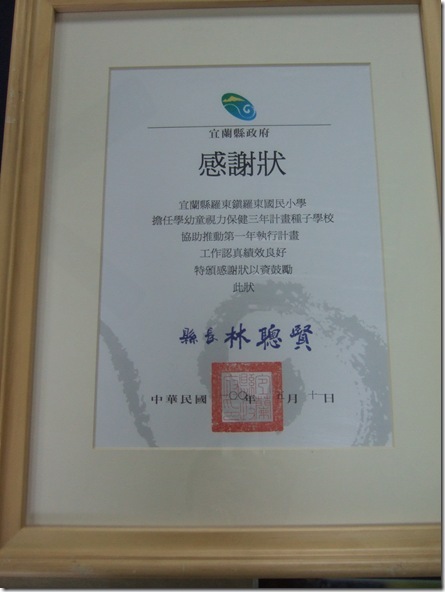 宜蘭縣政府
感謝狀
宜蘭縣羅東鎮羅東國民小學
擔任學幼童視力保健三年計畫種子學校
協助推動第一年執行計畫
工作認真績效良好
特頒感謝狀以資鼓勵
此狀
縣長 林聰賢
中華民國一〇〇年 月十日